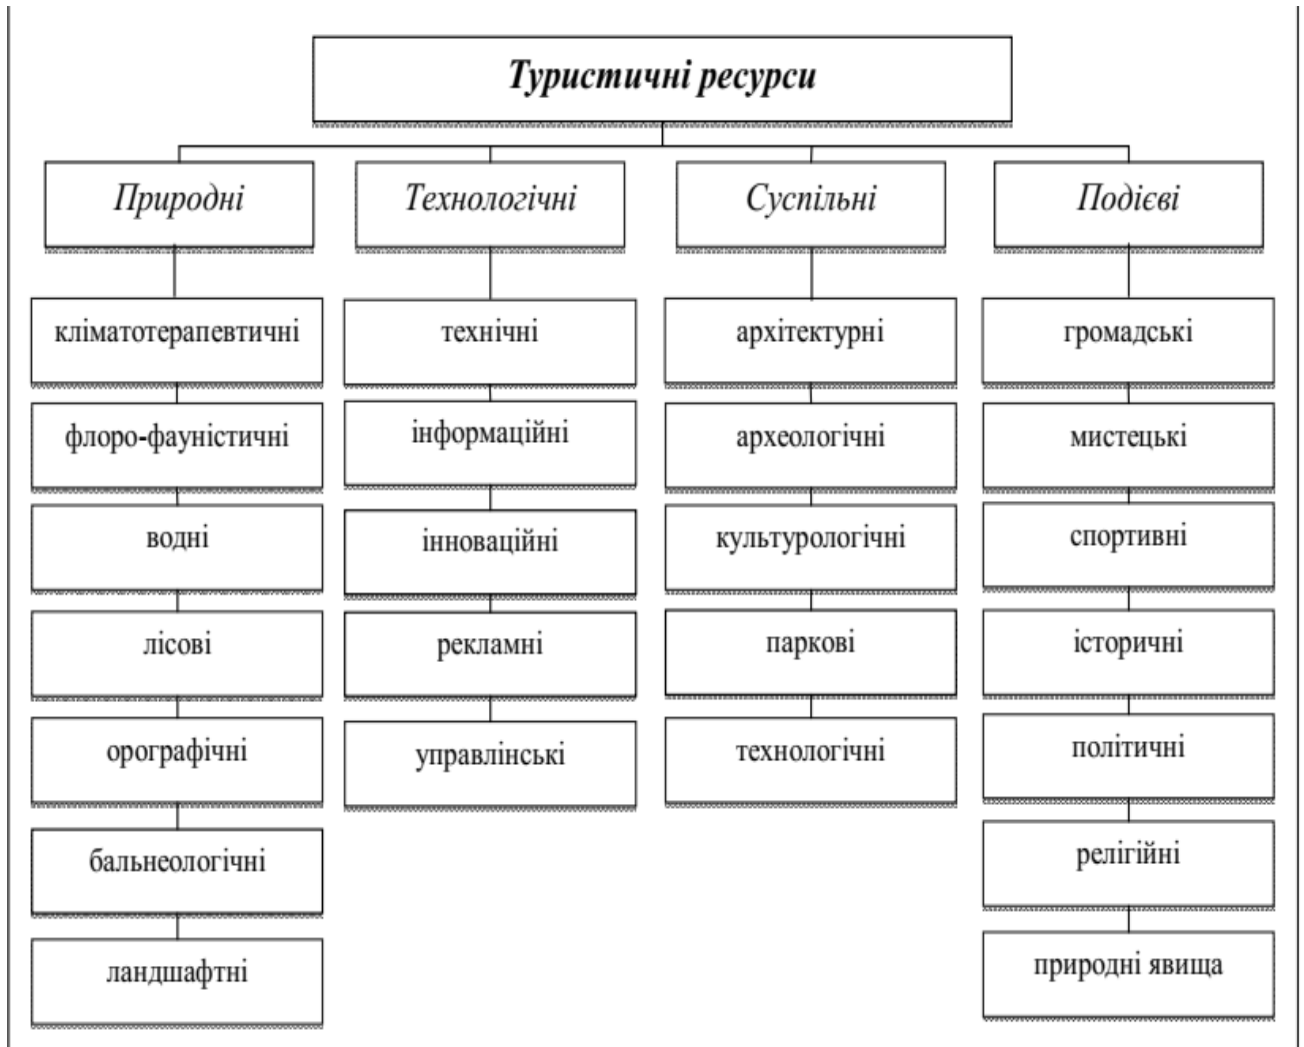 Туристичні ресурси
Природні
Технологічні
Суспільні
Подієві
кліматотерапевтичні
технічні
архітектурні
громадські
флоро-фауністичні
інформаційні
археологічні
мистецькі
водні
інноваційні
культурологічні
спортивні
лісові
рекламні
паркові
історичні
орографічні
управлінські
технологічні
політичні
бальнеологічні
релігійні
ландшафтні
природні явища